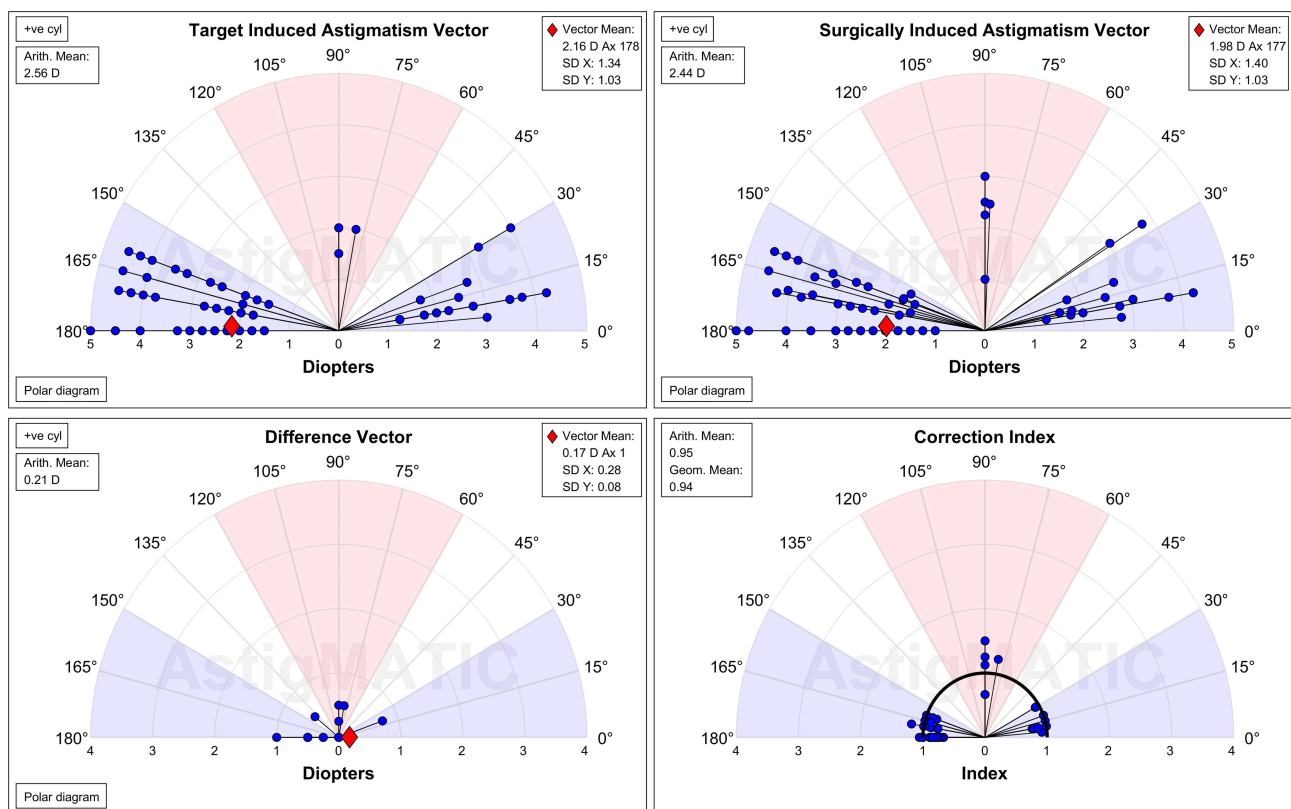 +ve cyl
Target Induced Astigmatism Vector
Arith. Mean:
2.56 D
Vector Mean:
2.16 D Ax 178
SD X: 1.34
SD Y: 1.03
90°
105°
75°
120°
60°
135°
45°
150°
30°
165°
15°
180°
0°
AstigMATIC
5 4 3 2 1 0 1 2 3 4 5
Diopters
Polar diagram
+ve cyl
Surgically Induced Astigmatism Vector
Arith. Mean:
2.44 D
Vector Mean:
1.98 D Ax 177
SD X: 1.40
SD Y: 1.03
90°
105°
75°
120°
60°
135°
45°
150°
30°
165°
15°
180°
0°
AstigMATIC
5 4 3 2 1 0 1 2 3 4 5
Diopters
Polar diagram
+ve cyl
Difference Vector
Arith. Mean:
0.21 D
Vector Mean:
0.17 D Ax 1
SD X: 0.28
SD Y: 0.08
90°
105°
75°
120°
60°
135°
45°
150°
30°
165°
15°
180°
0°
AstigMATIC
4 3 2 1 0 1 2 3 4
Diopters
Polar diagram
Correction Index
Arith. Mean:
0.95
Geom. Mean:
0.94
90°
105°
75°
120°
60°
135°
45°
150°
30°
165°
15°
180°
0°
AstigMATIC
4 3 2 1 0 1 2 3 4
Index